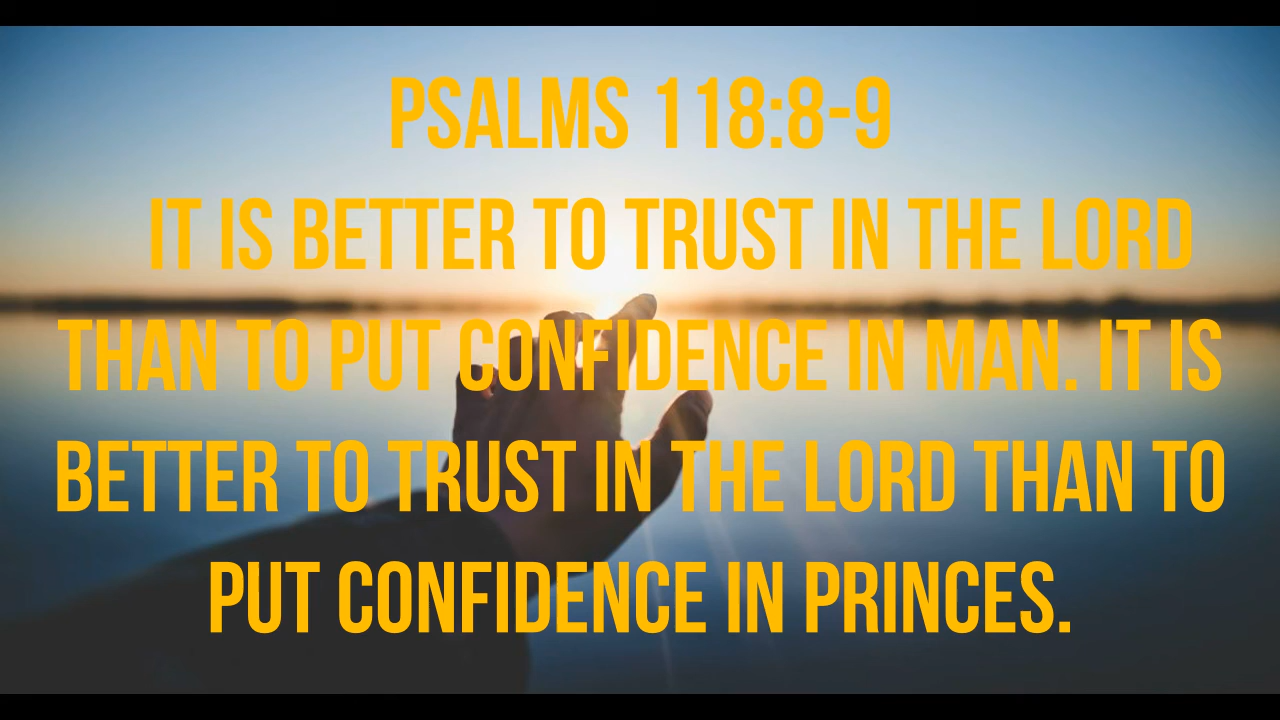 PSALMS 118:8-9
IT IS BETTER TO TRUST IN THE LORD
THAN TO PUT CONFIDENCE IN MAN. IT IS
BETTER TO TRUST IN THE LORD THAN TO
PUT CONFIDENCE IN PRINCES.